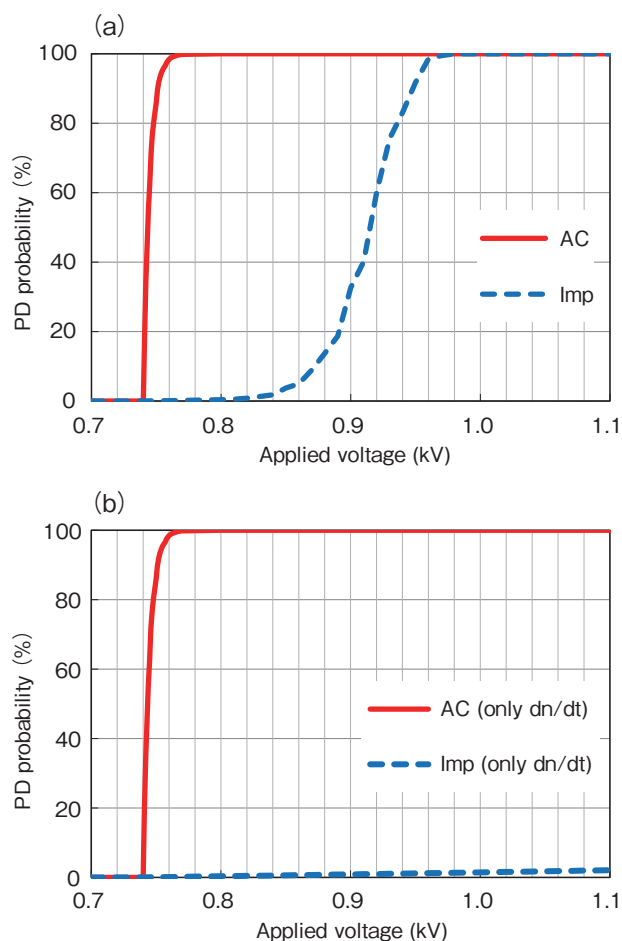 (a)
100
80
60
40
20
0
PD probability (%)
AC
Imp
0.7
0.8
0.9
1.0
1.1
Applied voltage (kV)
(b)
100
80
60
40
20
0
PD probability (%)
AC (only dn/dt)
Imp (only dn/dt)
0.7
0.8
0.9
1.0
1.1
Applied voltage (kV)